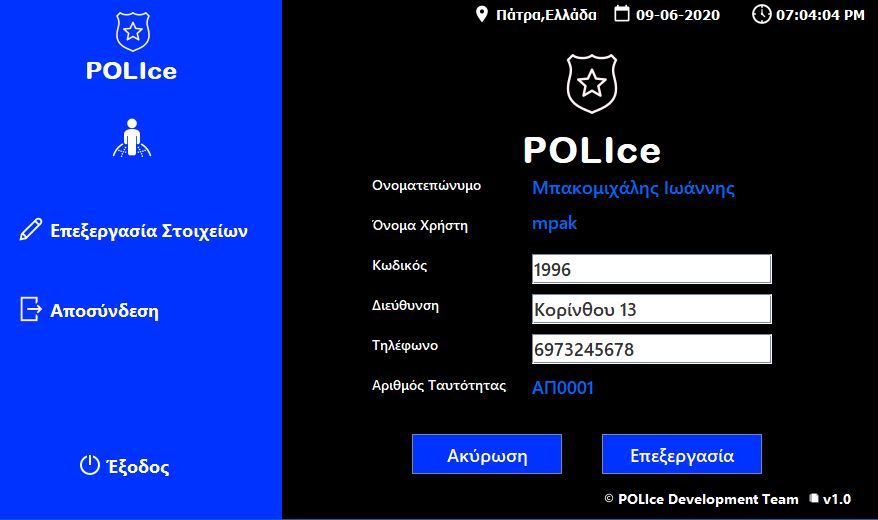 POLIce
Επεξεργασία Στοιχείων
Αποσύνδεση
Έξοδος
Πάτρα,Ελλάδα 09-06-2020 07:04:04 PM
POLIce
Ονοματεπώνυμο Μπακομιχάλης Ιωάννης
Όνομα Χρήστη mpak
Κωδικός 1996
Διεύθυνση Κορίνθου 13
Τηλέφωνο 6973245678
Αριθμός Ταυτότητας ΑΠ0001
Ακύρωση Επεξεργασία
© POLIce Development Team v1.0